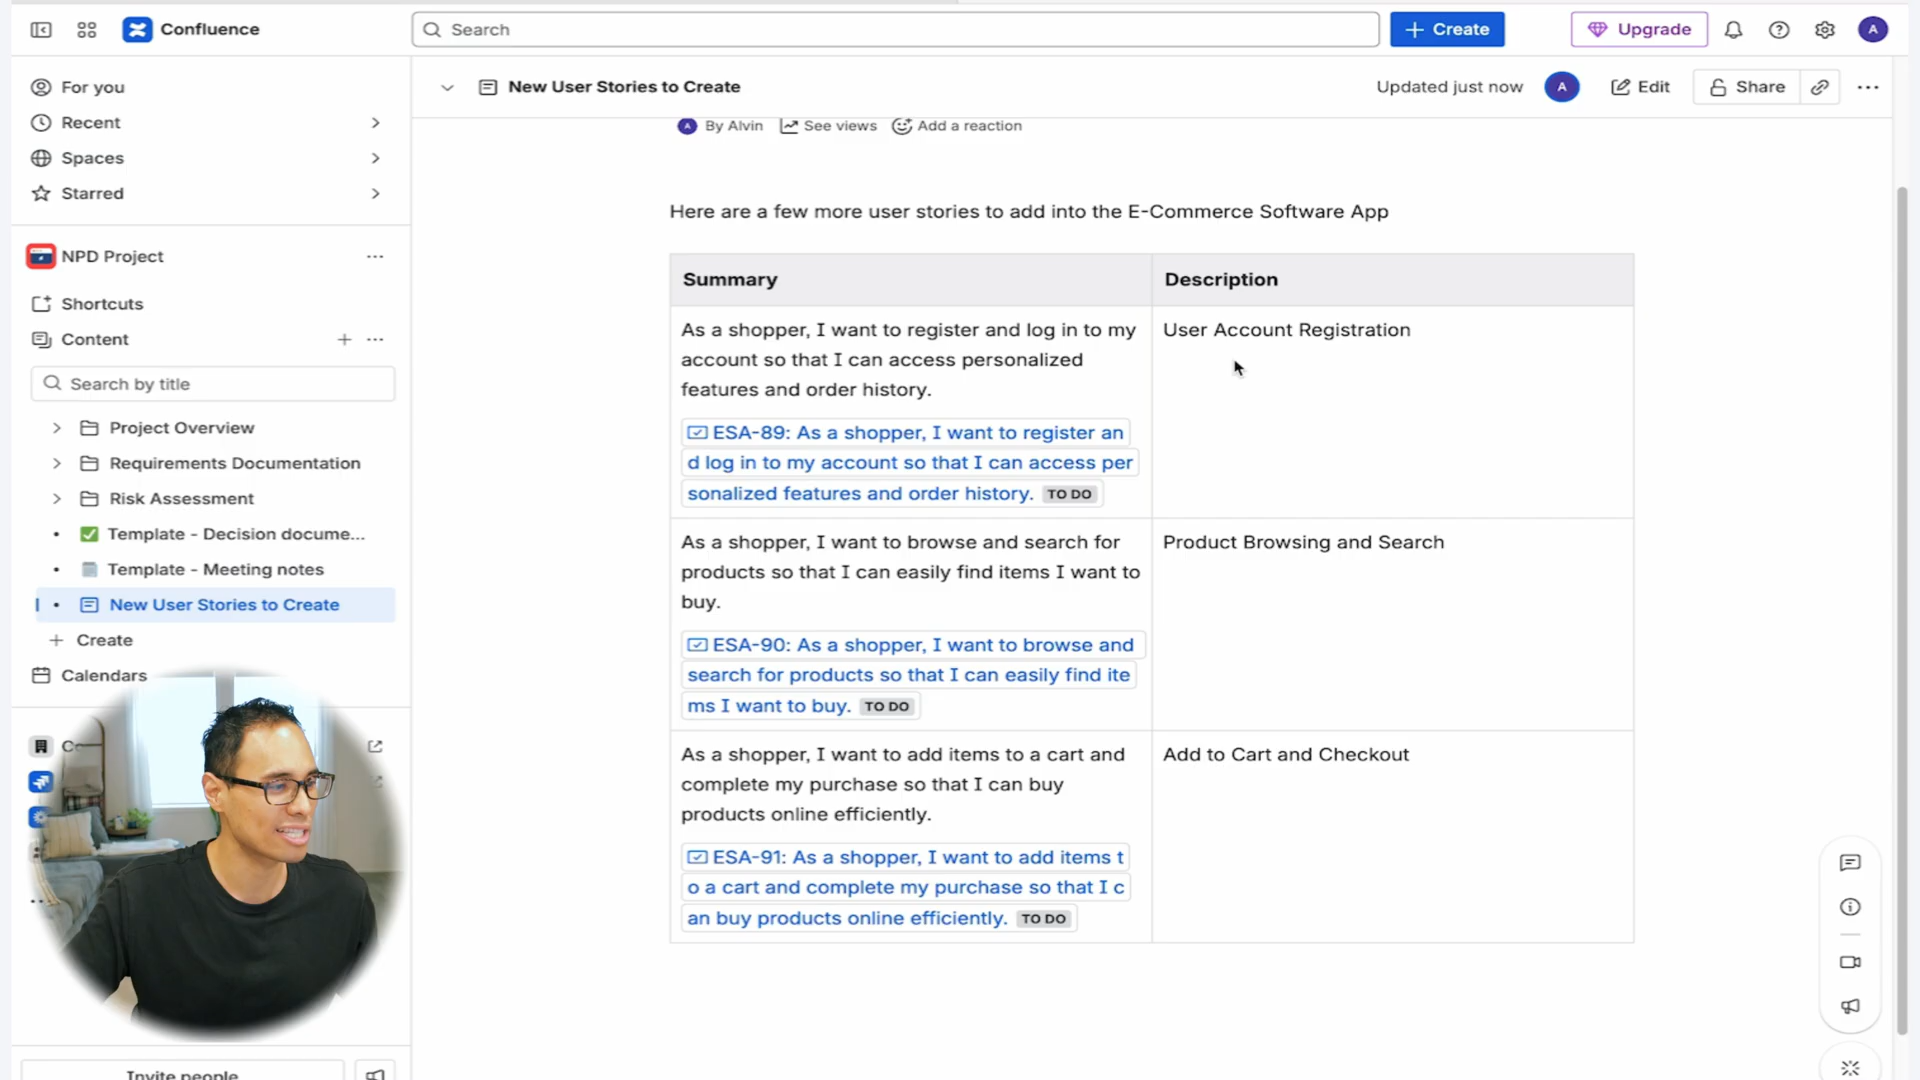 Confluence
Search
Create
Upgrade
A
For you
Recent
Spaces
Starred
NPD Project
Shortcuts
Content
Search by title
Project Overview
Requirements Documentation
Risk Assessment
Template - Decision docume...
Template - Meeting notes
New User Stories to Create
Create
Calendars
Invite people
New User Stories to Create
Updated just now
A
Edit
Share
A
By Alvin
See views
Add a reaction
Here are a few more user stories to add into the E-Commerce Software App
Summary
Description
As a shopper, I want to register and log in to my
account so that I can access personalized
features and order history.
ESA-89: As a shopper, I want to register an
d log in to my account so that I can access per
sonalized features and order history. TO DO
User Account Registration
As a shopper, I want to browse and search for
products so that I can easily find items I want to
buy.
ESA-90: As a shopper, I want to browse and
search for products so that I can easily find ite
ms I want to buy. TO DO
Product Browsing and Search
As a shopper, I want to add items to a cart and
complete my purchase so that I can buy
products online efficiently.
ESA-91: As a shopper, I want to add items t
o a cart and complete my purchase so that I c
an buy products online efficiently. TO DO
Add to Cart and Checkout